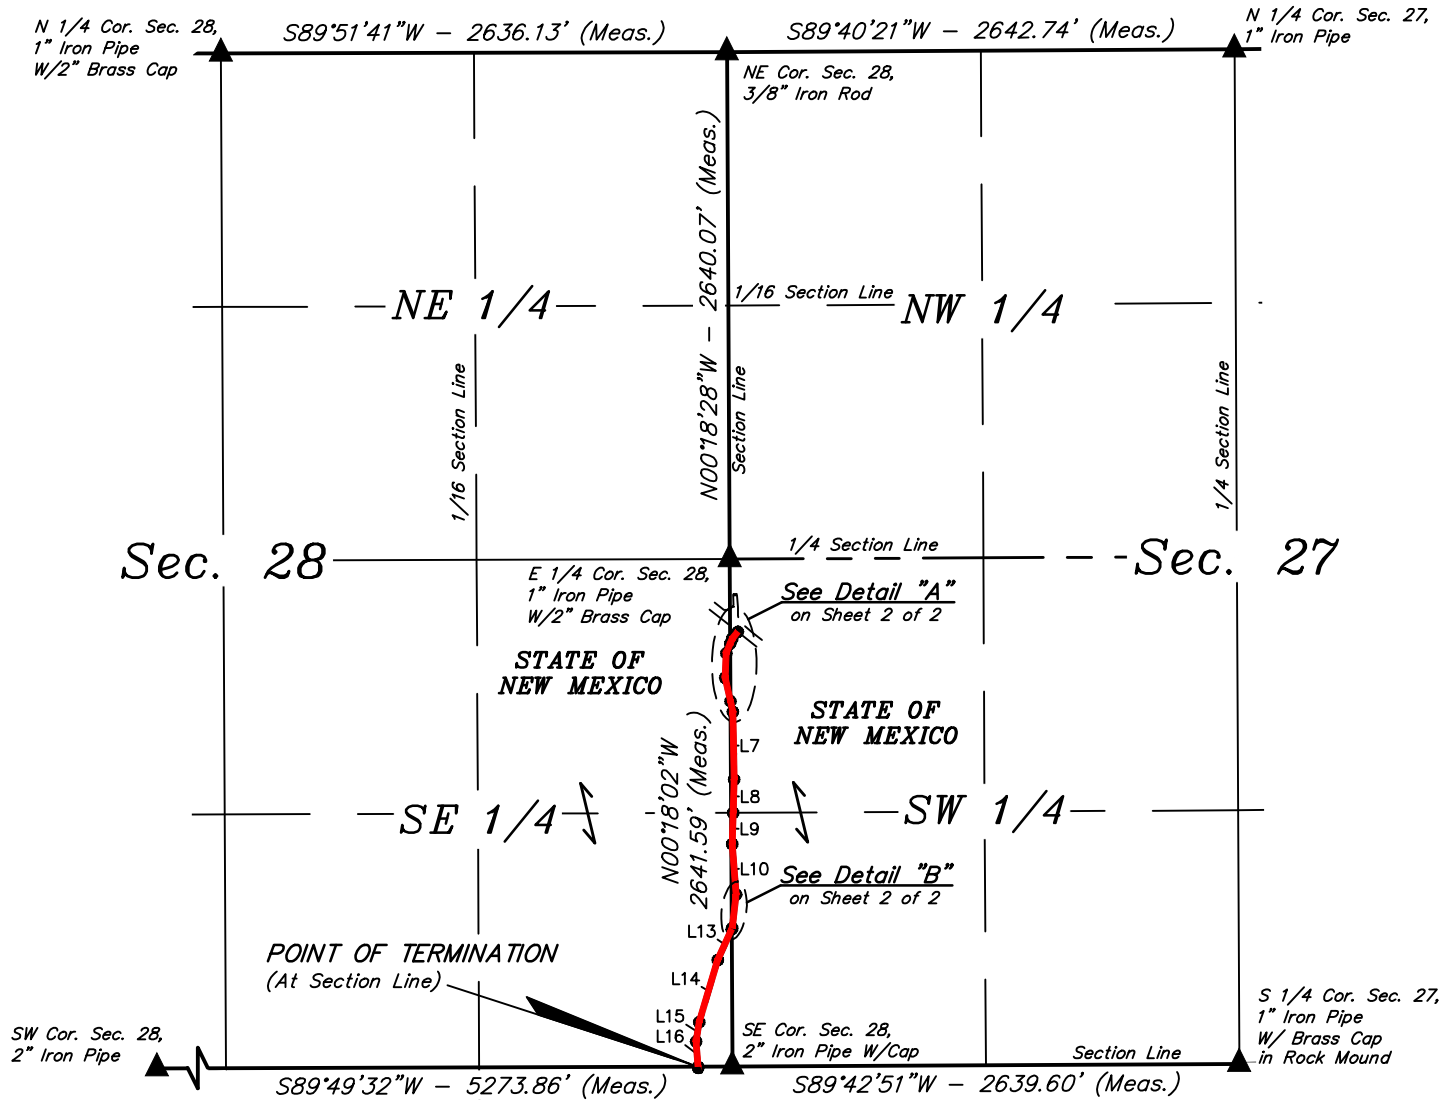 N 1/4 Cor. Sec. 28,
1" Iron Pipe
W/2" Brass Cap
S89°51'41"W - 2636.13' (Meas.)
S89°40'21"W - 2642.74' (Meas.)
N 1/4 Cor. Sec. 27,
1" Iron Pipe
NE Cor. Sec. 28,
3/8" Iron Rod
N00°18'28"W - 2640.07' (Meas.)
NE 1/4
1/16 Section Line
NW 1/4
1/16 Section Line
Section Line
1/4 Section Line
Sec. 28
1/4 Section Line
Sec. 27
E 1/4 Cor. Sec. 28,
1" Iron Pipe
W/2" Brass Cap
See Detail "A"
on Sheet 2 of 2
STATE OF
NEW MEXICO
STATE OF
NEW MEXICO
N00°18'02"W
2641.59' (Meas.)
L7
L8
SE 1/4
SW 1/4
L9
L10
See Detail "B"
on Sheet 2 of 2
L13
POINT OF TERMINATION
(At Section Line)
L14
L15
L16
SW Cor. Sec. 28,
2" Iron Pipe
SE Cor. Sec. 28,
2" Iron Pipe W/Cap
Section Line
S 1/4 Cor. Sec. 27,
1" Iron Pipe
W/ Brass Cap
in Rock Mound
S89°49'32"W - 5273.86' (Meas.)
S89°42'51"W - 2639.60' (Meas.)